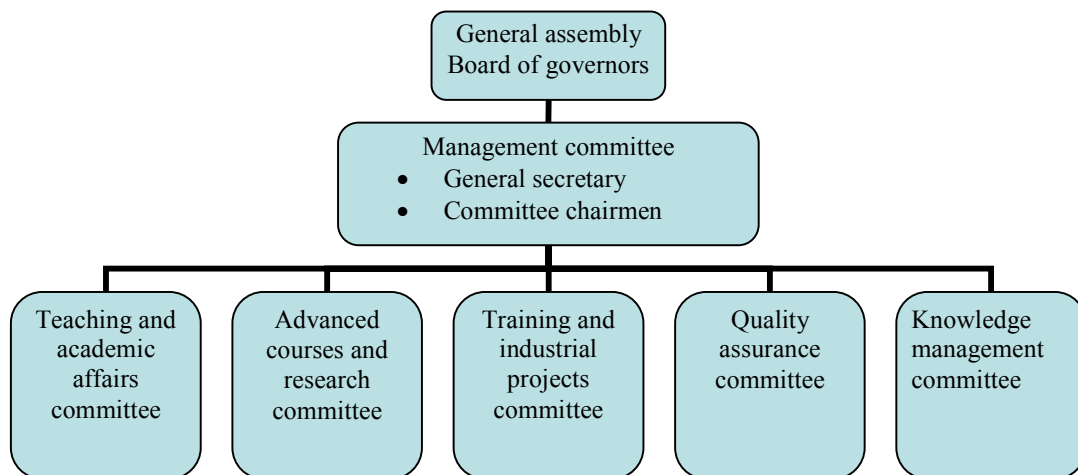 General assembly
Board of governors
Management committee
• General secretary
• Committee chairmen
Teaching and
academic
affairs
committee
Advanced
courses and
research
committee
Training and
industrial
projects
committee
Quality
assurance
committee
Knowledge
management
committee